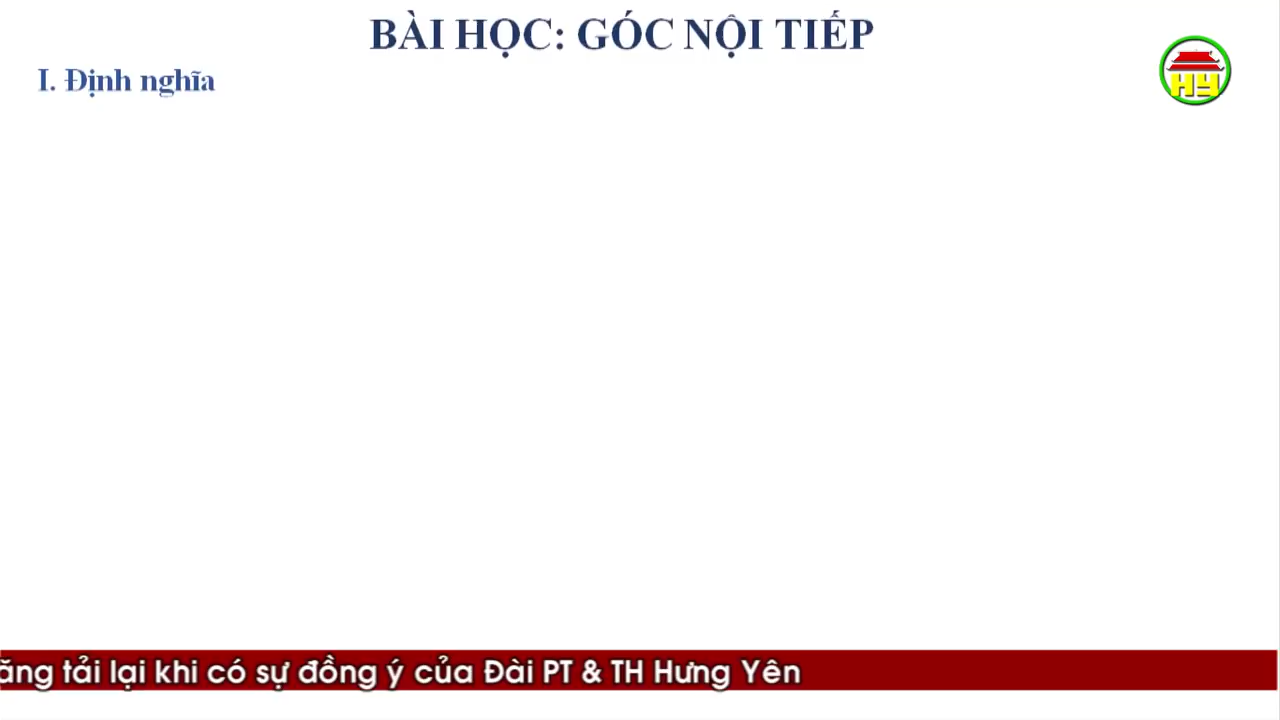 BÀI HỌC: GÓC NỘI TIẾP
I. Định nghĩa
HY
ăng tải lại khi có sự đồng ý của Đài PT & TH Hưng Yên